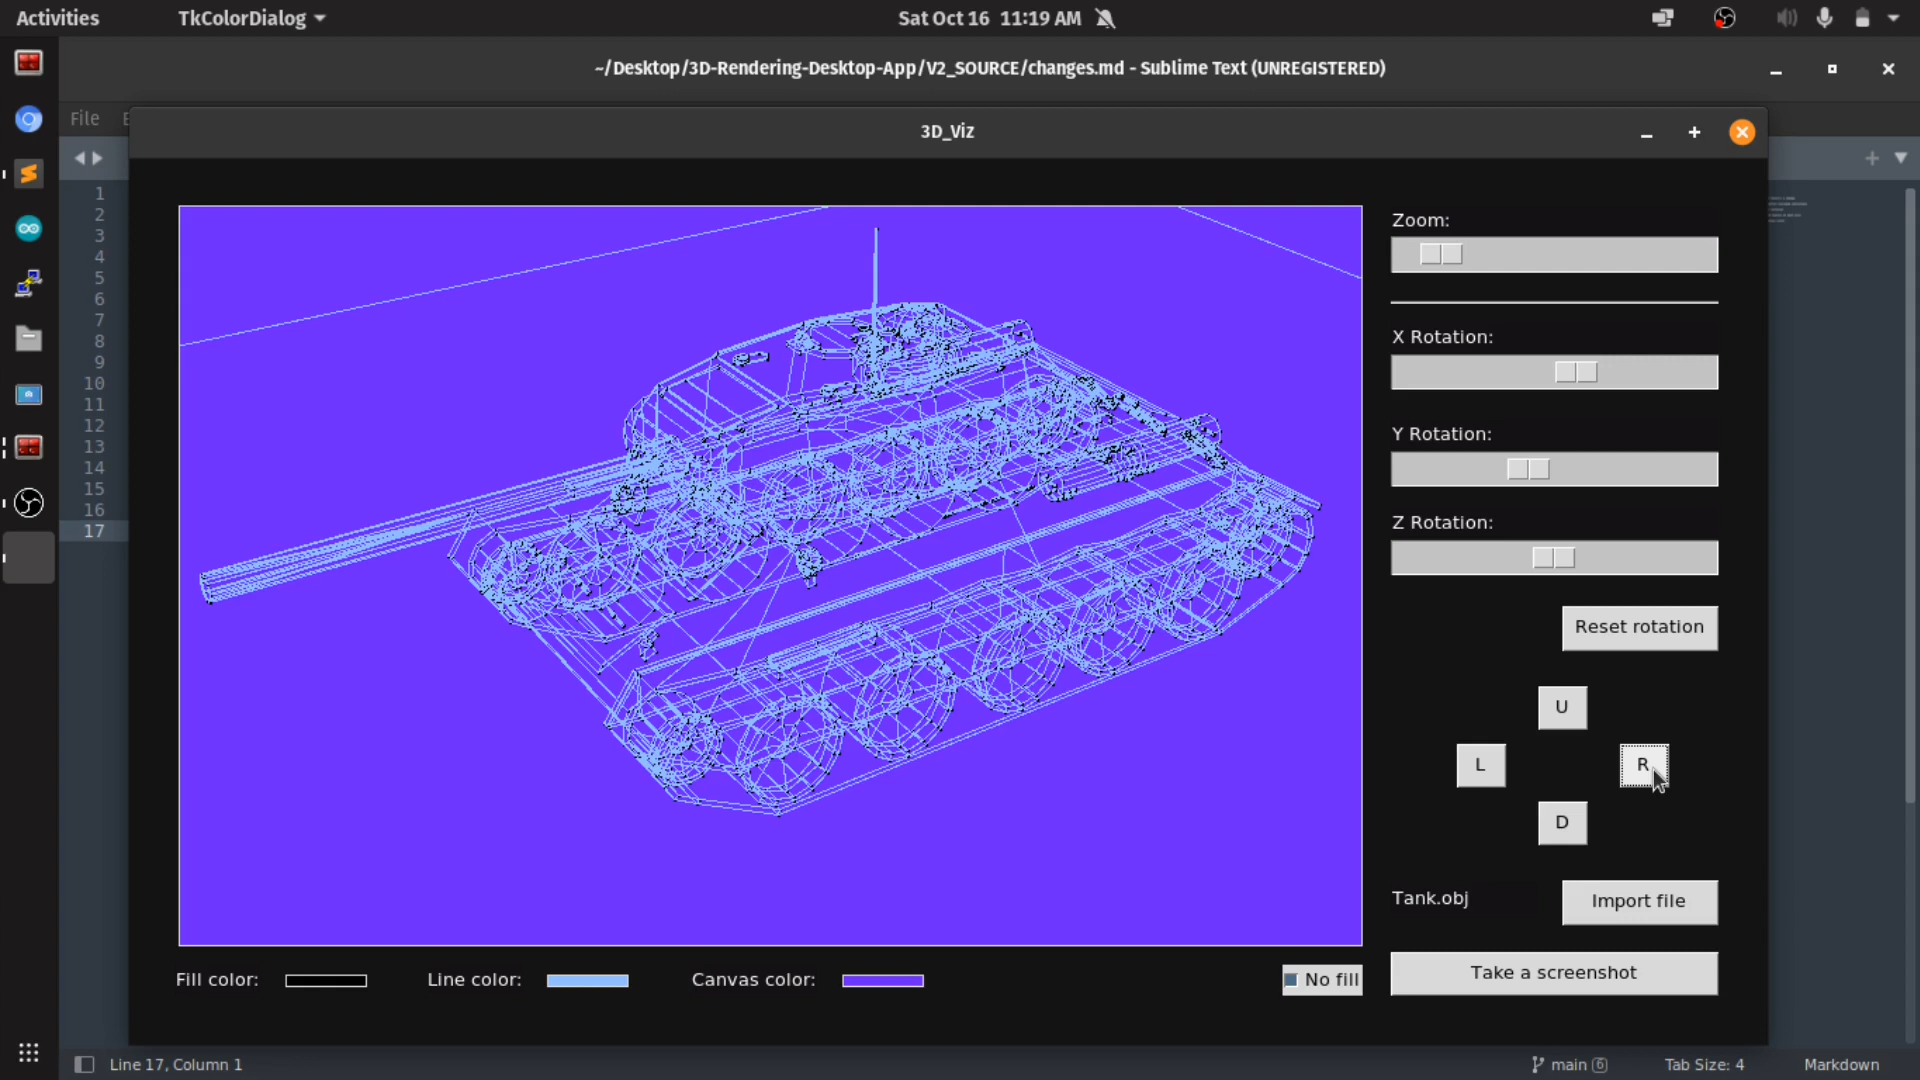 Activities
TkColorDialog
Sat Oct 16 11:19 AM
~/Desktop/3D-Rendering-Desktop-App/V2_SOURCE/changes.md - Sublime Text (UNREGISTERED)
File
3D_Viz
1
2
3
4
5
6
7
8
9
10
11
12
13
14
15
16
17
Zoom:
X Rotation:
Y Rotation:
Z Rotation:
Reset rotation
U
L
R
D
Tank.obj
Import file
Take a screenshot
Fill color:
Line color:
Canvas color:
No fill
Line 17, Column 1
main 6
Tab Size: 4
Markdown